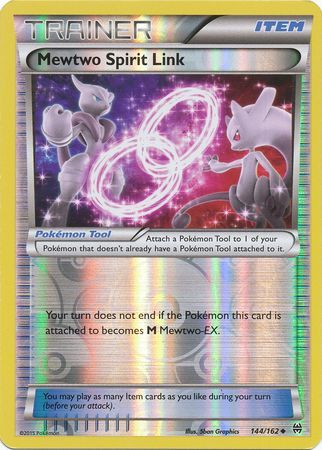 TRAINER ITEM
Mewtwo Spirit Link
Pokémon Tool
Attach a Pokémon Tool to 1 of your
Pokémon that doesn't already have a Pokémon Tool attached to it.
Your turn does not end if the Pokémon this card is
attached to becomes M Mewtwo-EX.
You may play as many Item cards as you like during your turn
(before your attack).
©2015 Pokémon Illus. 5ban Graphics 144/162